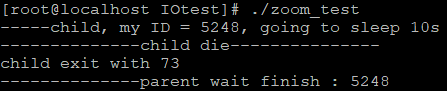 [root@localhost IOtest]# ./zoom_test
-----child, my ID = 5248, going to sleep 10s
--------------child die---------------
child exit with 73
--------------parent wait finish : 5248